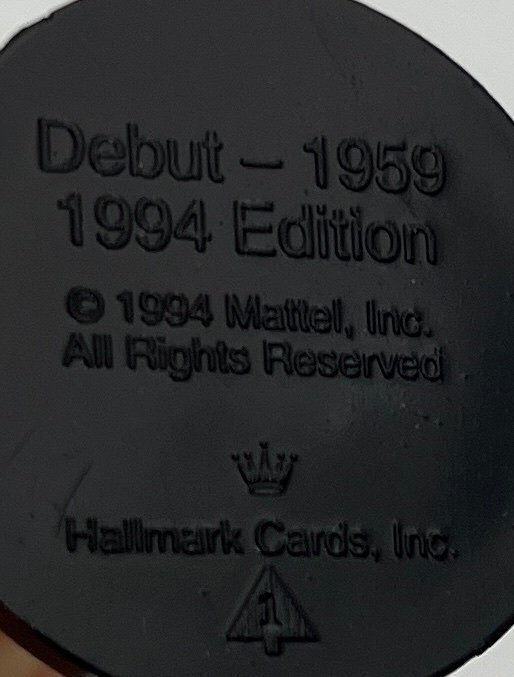 Debut – 1959
1994 Edition
© 1994 Mattel, Inc.
All Rights Reserved
Hallmark Cards, Inc.
1